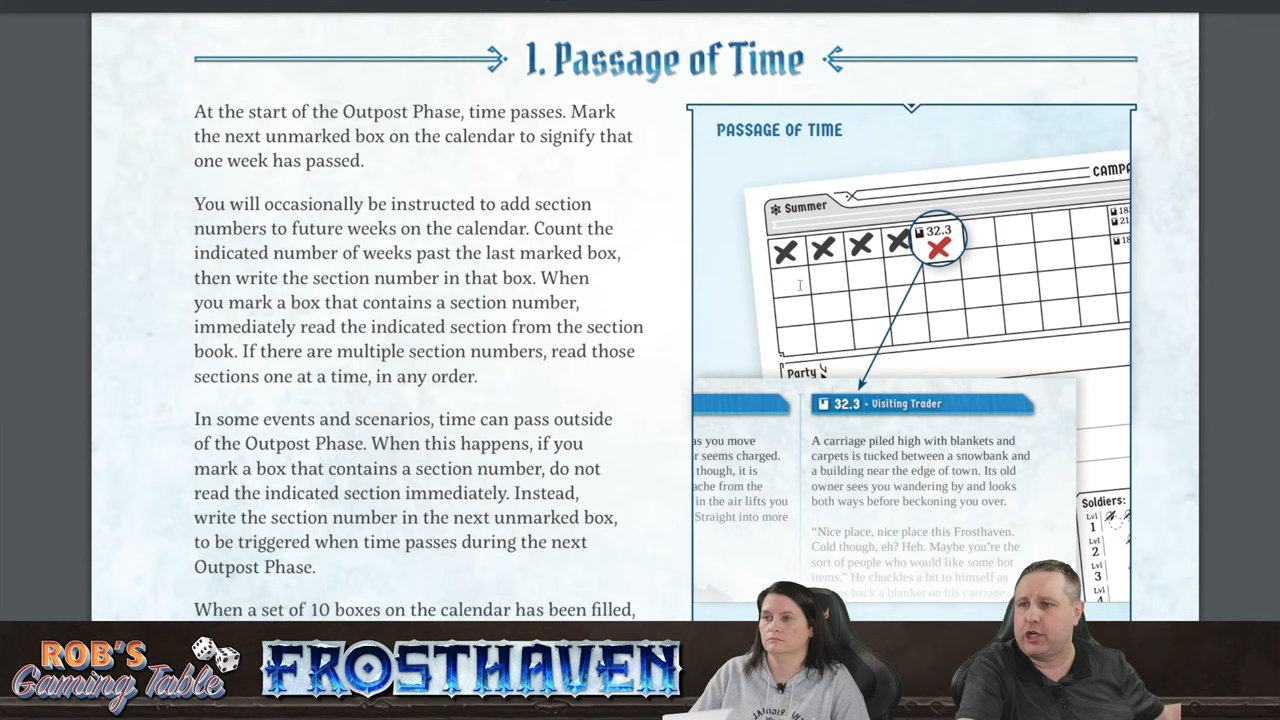 1. Passage of Time
At the start of the Outpost Phase, time passes. Mark
the next unmarked box on the calendar to signify that
one week has passed.
You will occasionally be instructed to add section
numbers to future weeks on the calendar. Count the
indicated number of weeks past the last marked box,
then write the section number in that box. When
you mark a box that contains a section number,
immediately read the indicated section from the section
book. If there are multiple section numbers, read those
sections one at a time, in any order.
In some events and scenarios, time can pass outside
of the Outpost Phase. When this happens, if you
mark a box that contains a section number, do not
read the indicated section immediately. Instead,
write the section number in the next unmarked box,
to be triggered when time passes during the next
Outpost Phase.
When a set of 10 boxes on the calendar has been filled,
PASSAGE OF TIME
CAMPA
Summer
32.3
18
21
18
Party
32.3 • Visiting Trader
as you move
r seems charged.
though, it is
ache from the
in the air lifts you
Straight into more
A carriage piled high with blankets and
carpets is tucked between a snowbank and
a building near the edge of town. Its old
owner sees you wandering by and looks
both ways before beckoning you over.
"Nice place, nice place this Frosthaven.
Cold though, eh? Heh. Maybe you're the
sort of people who would like some hot
items." He chuckles a bit to himself as
back a blanket on his carriage,
Soldiers:
Lvl
1
Lvl
2
Lvl
3
Lvl
ROB'S
Gaming Table
FROSTHAVEN